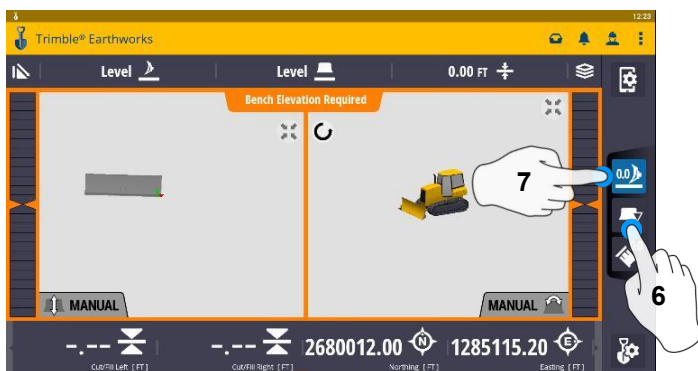 12:23
Trimble® Earthworks
Level
Level
0.00 FT
Bench Elevation Required
7
0.0
6
MANUAL
MANUAL
-.--
-.--
2680012.00
N
1285115.20
E
Cut/Fill Left [FT]
Cut/Fill Right [FT]
Northing [FT]
Easting [FT]